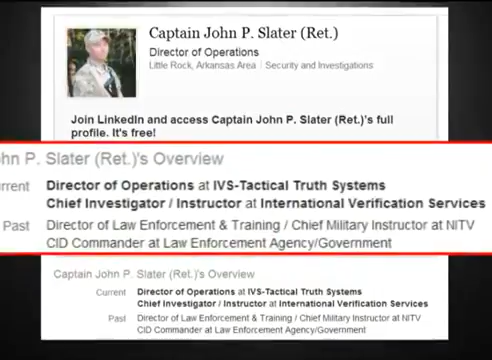 Captain John P. Slater (Ret.)
Director of Operations
Little Rock, Arkansas Area | Security and Investigations
Join LinkedIn and access Captain John P. Slater (Ret.)'s full
profile. It's free!
ohn P. Slater (Ret.)'s Overview
rrent Director of Operations at IVS-Tactical Truth Systems
Chief Investigator / Instructor at International Verification Services
Past Director of Law Enforcement & Training / Chief Military Instructor at NITV
CID Commander at Law Enforcement Agency/Government
Captain John P. Slater (Ret.)'s Overview
Current Director of Operations at IVS-Tactical Truth Systems
Chief Investigator / Instructor at International Verification Services
Past Director of Law Enforcement & Training / Chief Military Instructor at NITV
CID Commander at Law Enforcement Agency/Government